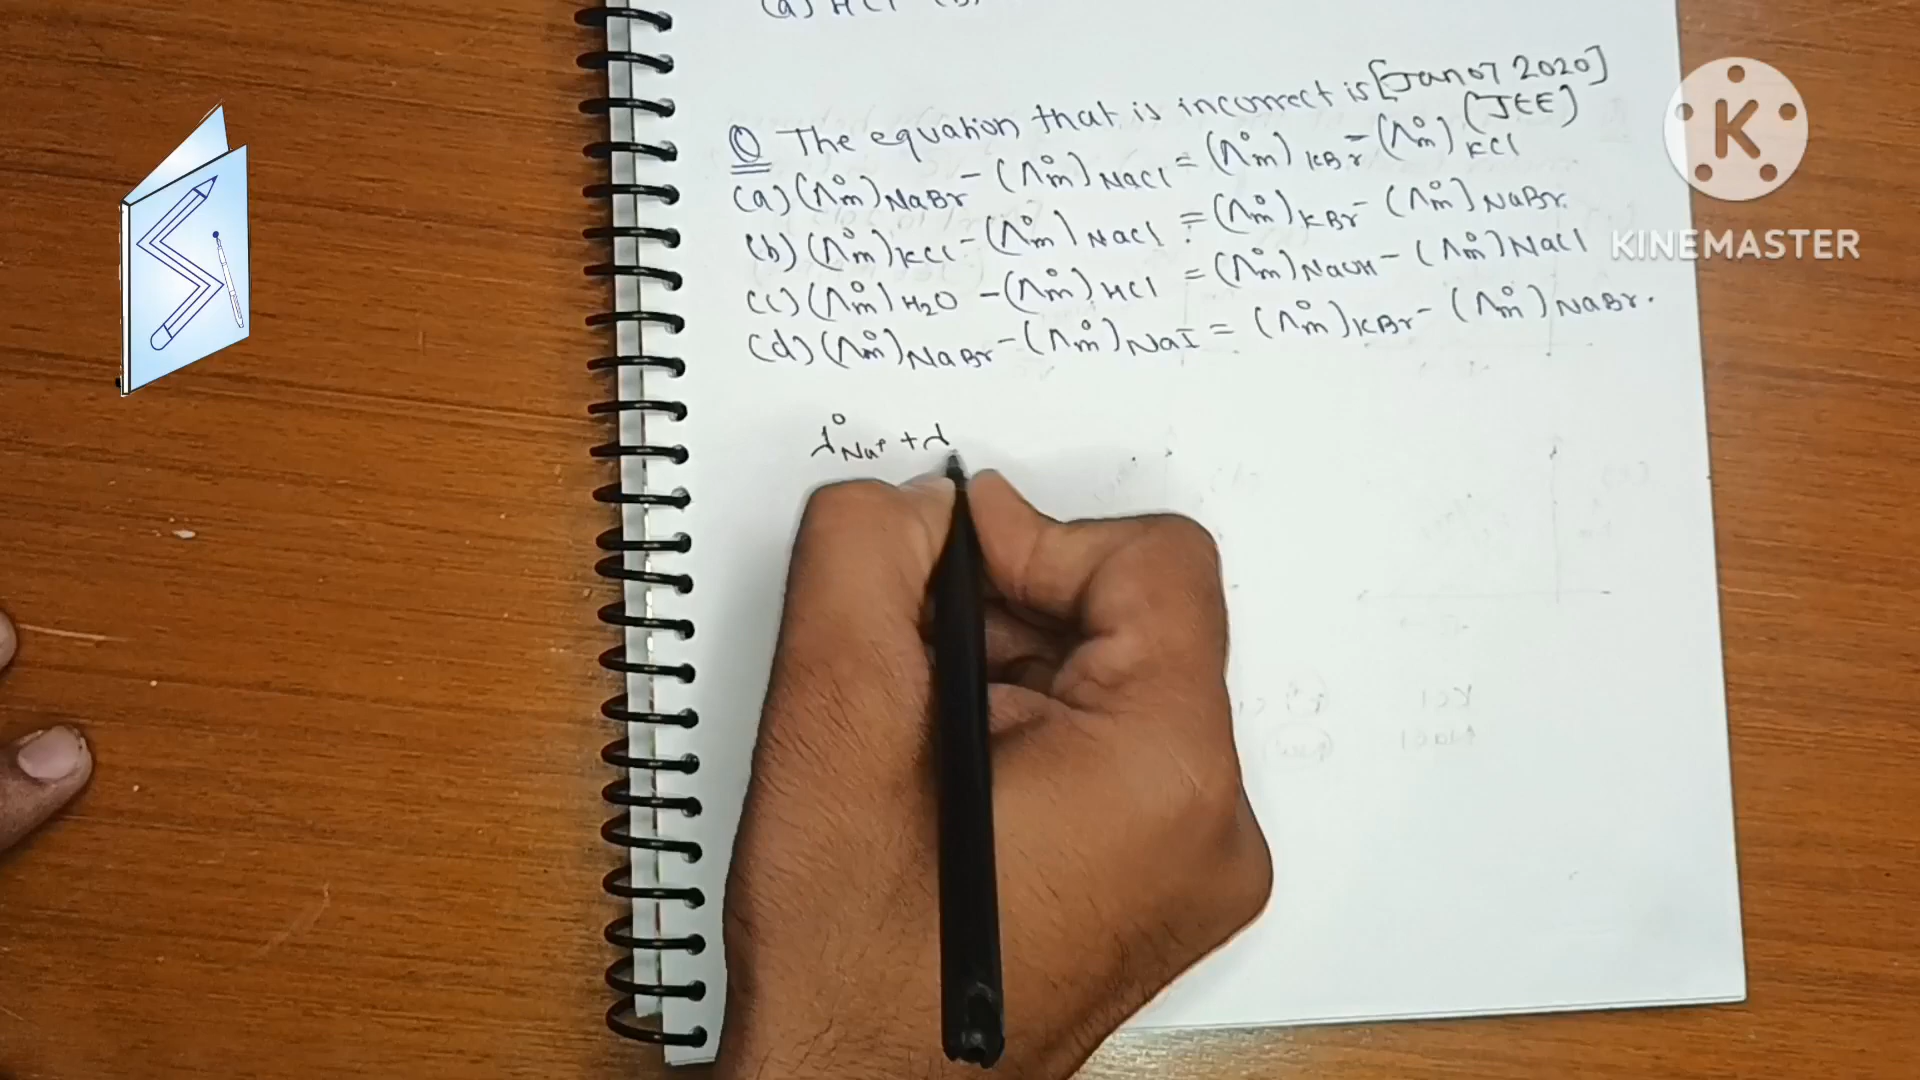 (a) HCl (b)
Q The equation that is incorrect is [Jan 07 2020]
(JEE)
(a) (Λ°m)NaBr - (Λ°m)NaCl = (Λ°m)KBr - (Λ°m)KCl
(b) (Λ°m)KCl - (Λ°m)NaCl = (Λ°m)KBr - (Λ°m)NaBr.
(c) (Λ°m)H2O - (Λ°m)HCl = (Λ°m)NaOH - (Λ°m)NaCl
(d) (Λ°m)NaBr - (Λ°m)NaI = (Λ°m)KBr - (Λ°m)NaBr.
λ°Na+ + λ
K
KINEMASTER